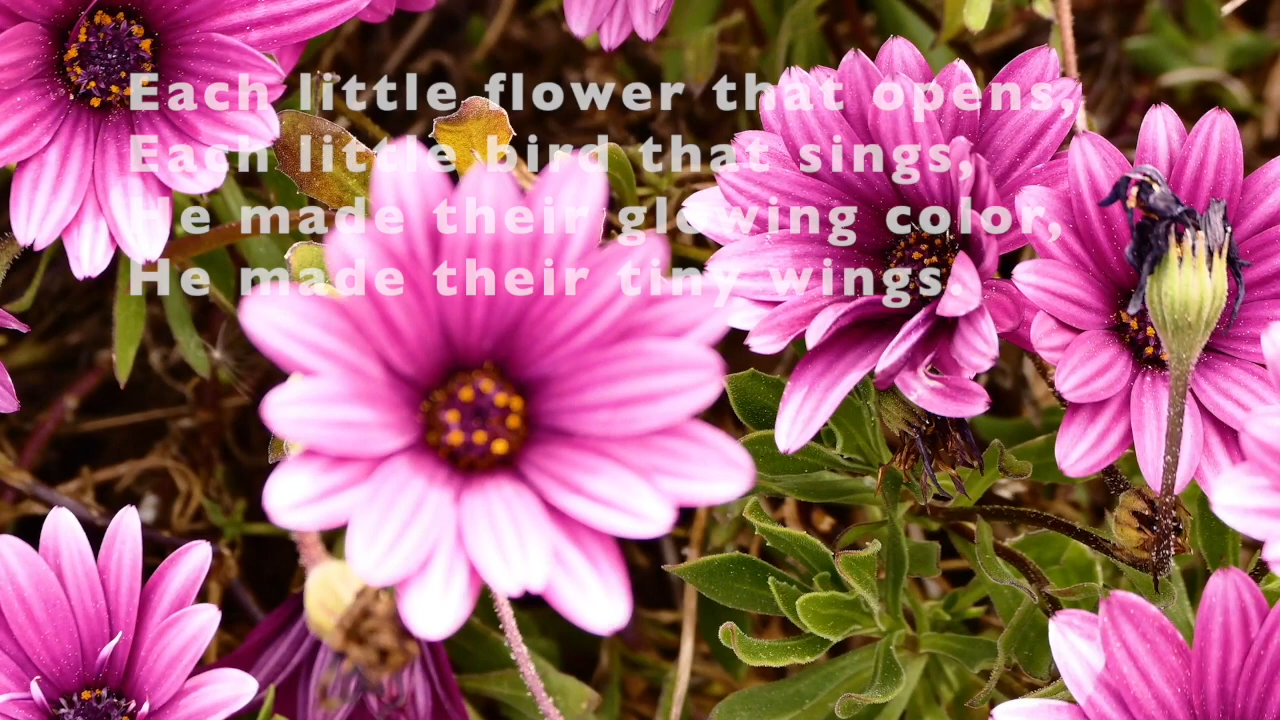 Each little flower that opens,
Each little bird that sings,
He made their glowing color,
He made their tiny wings.